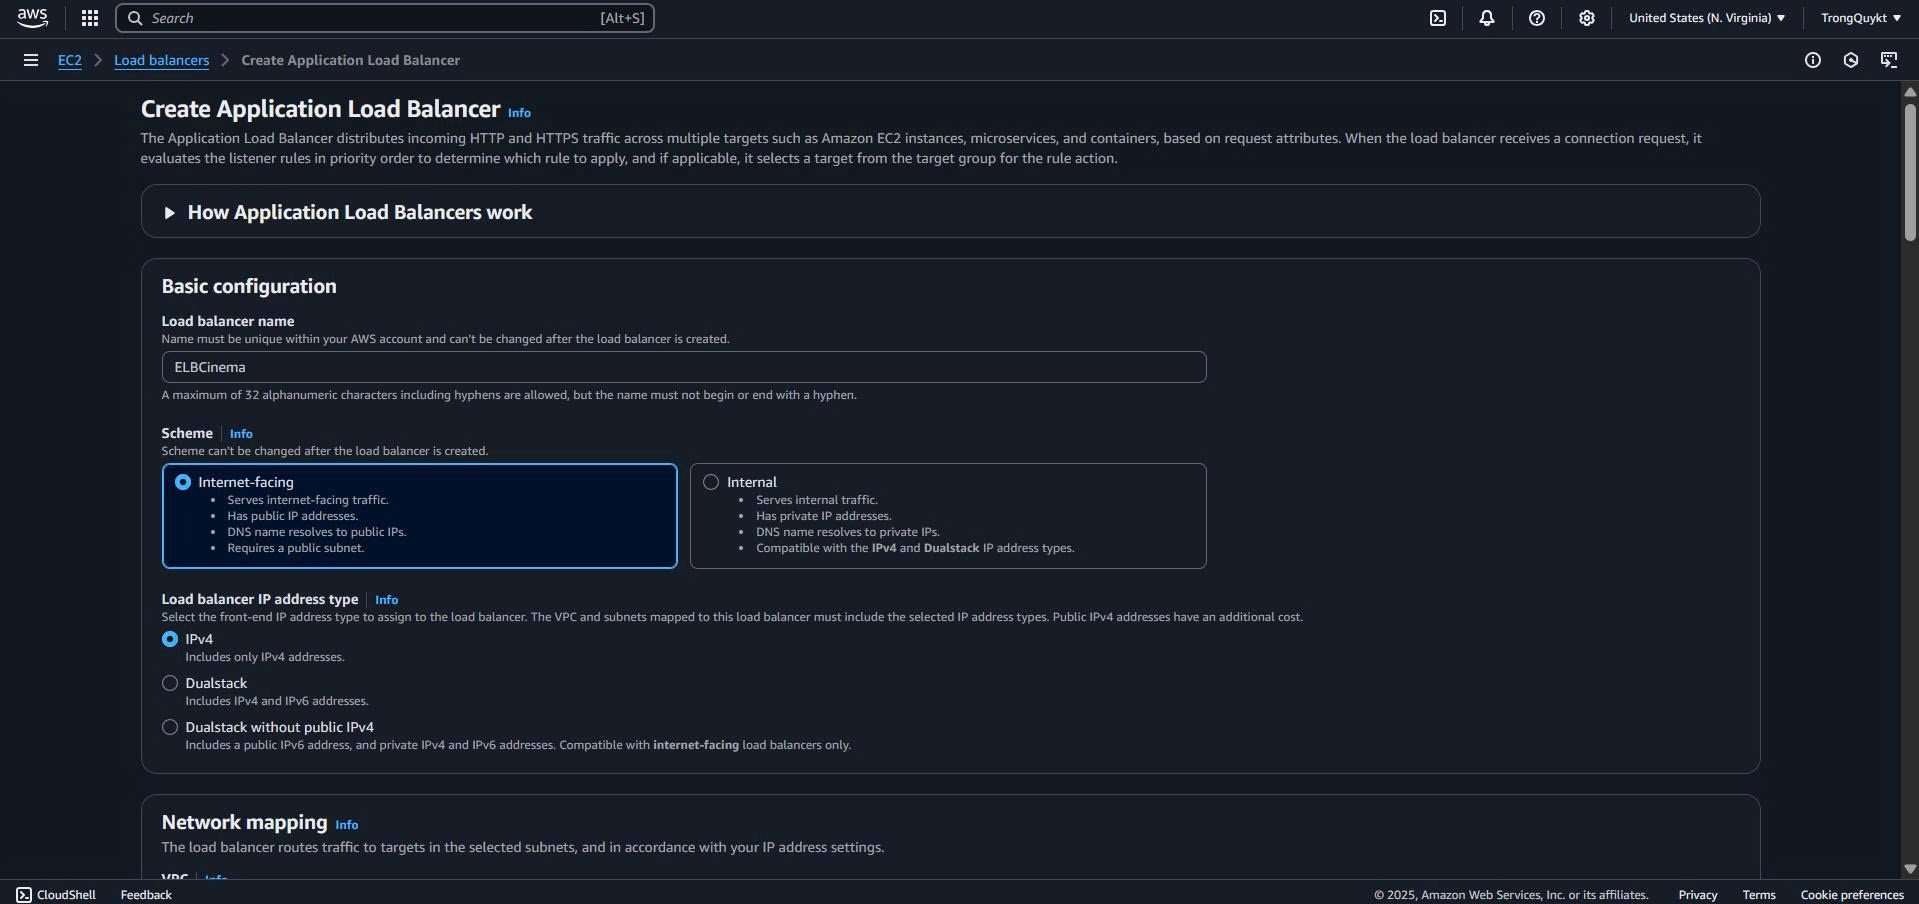 aws
Search
[Alt+S]
United States (N. Virginia)
TrongQuykt
EC2
Load balancers
Create Application Load Balancer
Create Application Load Balancer Info
The Application Load Balancer distributes incoming HTTP and HTTPS traffic across multiple targets such as Amazon EC2 instances, microservices, and containers, based on request attributes. When the load balancer receives a connection request, it
evaluates the listener rules in priority order to determine which rule to apply, and if applicable, it selects a target from the target group for the rule action.
How Application Load Balancers work
Basic configuration
Load balancer name
Name must be unique within your AWS account and can't be changed after the load balancer is created.
ELBCinema
A maximum of 32 alphanumeric characters including hyphens are allowed, but the name must not begin or end with a hyphen.
Scheme Info
Scheme can't be changed after the load balancer is created.
Internet-facing
• Serves internet-facing traffic.
• Has public IP addresses.
• DNS name resolves to public IPs.
• Requires a public subnet.
Internal
• Serves internal traffic.
• Has private IP addresses.
• DNS name resolves to private IPs.
• Compatible with the IPv4 and Dualstack IP address types.
Load balancer IP address type Info
Select the front-end IP address type to assign to the load balancer. The VPC and subnets mapped to this load balancer must include the selected IP address types. Public IPv4 addresses have an additional cost.
IPv4
Includes only IPv4 addresses.
Dualstack
Includes IPv4 and IPv6 addresses.
Dualstack without public IPv4
Includes a public IPv6 address, and private IPv4 and IPv6 addresses. Compatible with internet-facing load balancers only.
Network mapping Info
The load balancer routes traffic to targets in the selected subnets, and in accordance with your IP address settings.
VPC Info
CloudShell
Feedback
© 2025, Amazon Web Services, Inc. or its affiliates.
Privacy
Terms
Cookie preferences